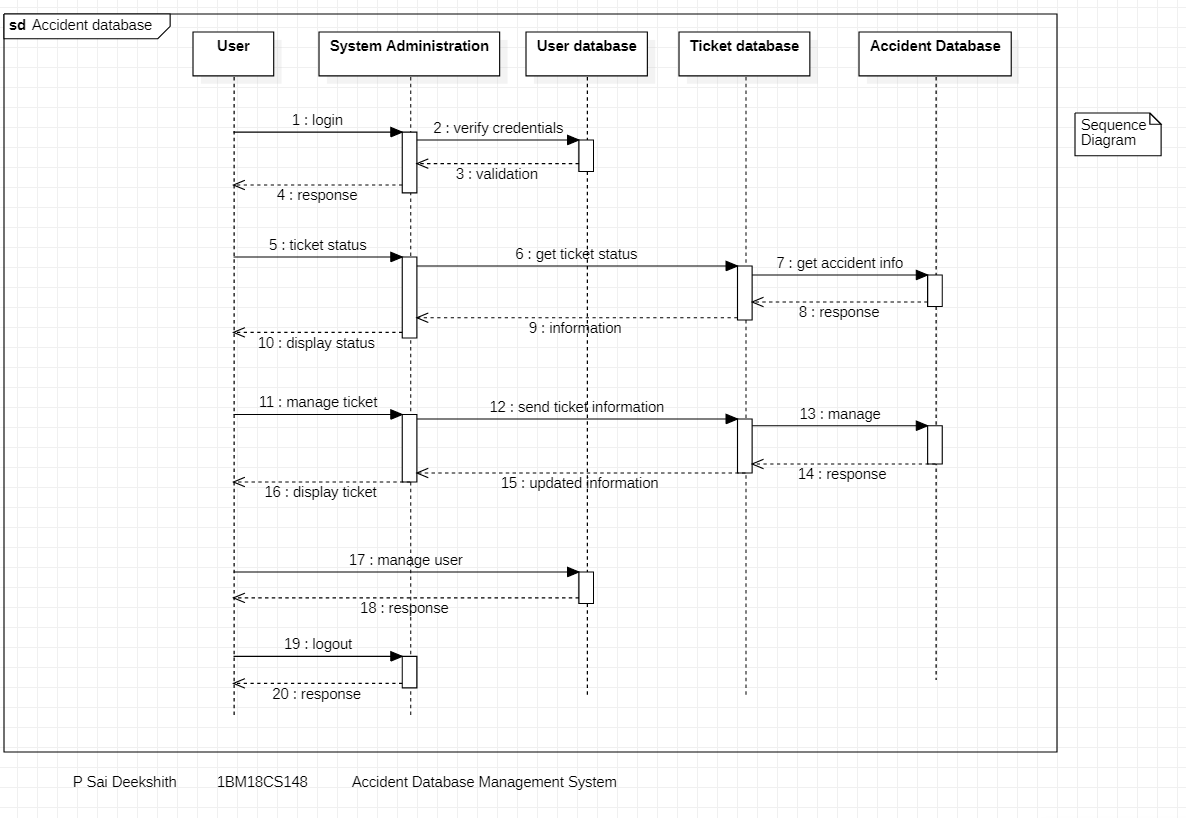 sd Accident database
User
System Administration
User database
Ticket database
Accident Database
Sequence
Diagram
1 : login
2 : verify credentials
3 : validation
4 : response
5 : ticket status
6 : get ticket status
7 : get accident info
8 : response
9 : information
10 : display status
11 : manage ticket
12 : send ticket information
13 : manage
14 : response
15 : updated information
16 : display ticket
17 : manage user
18 : response
19 : logout
20 : response
P Sai Deekshith 1BM18CS148 Accident Database Management System